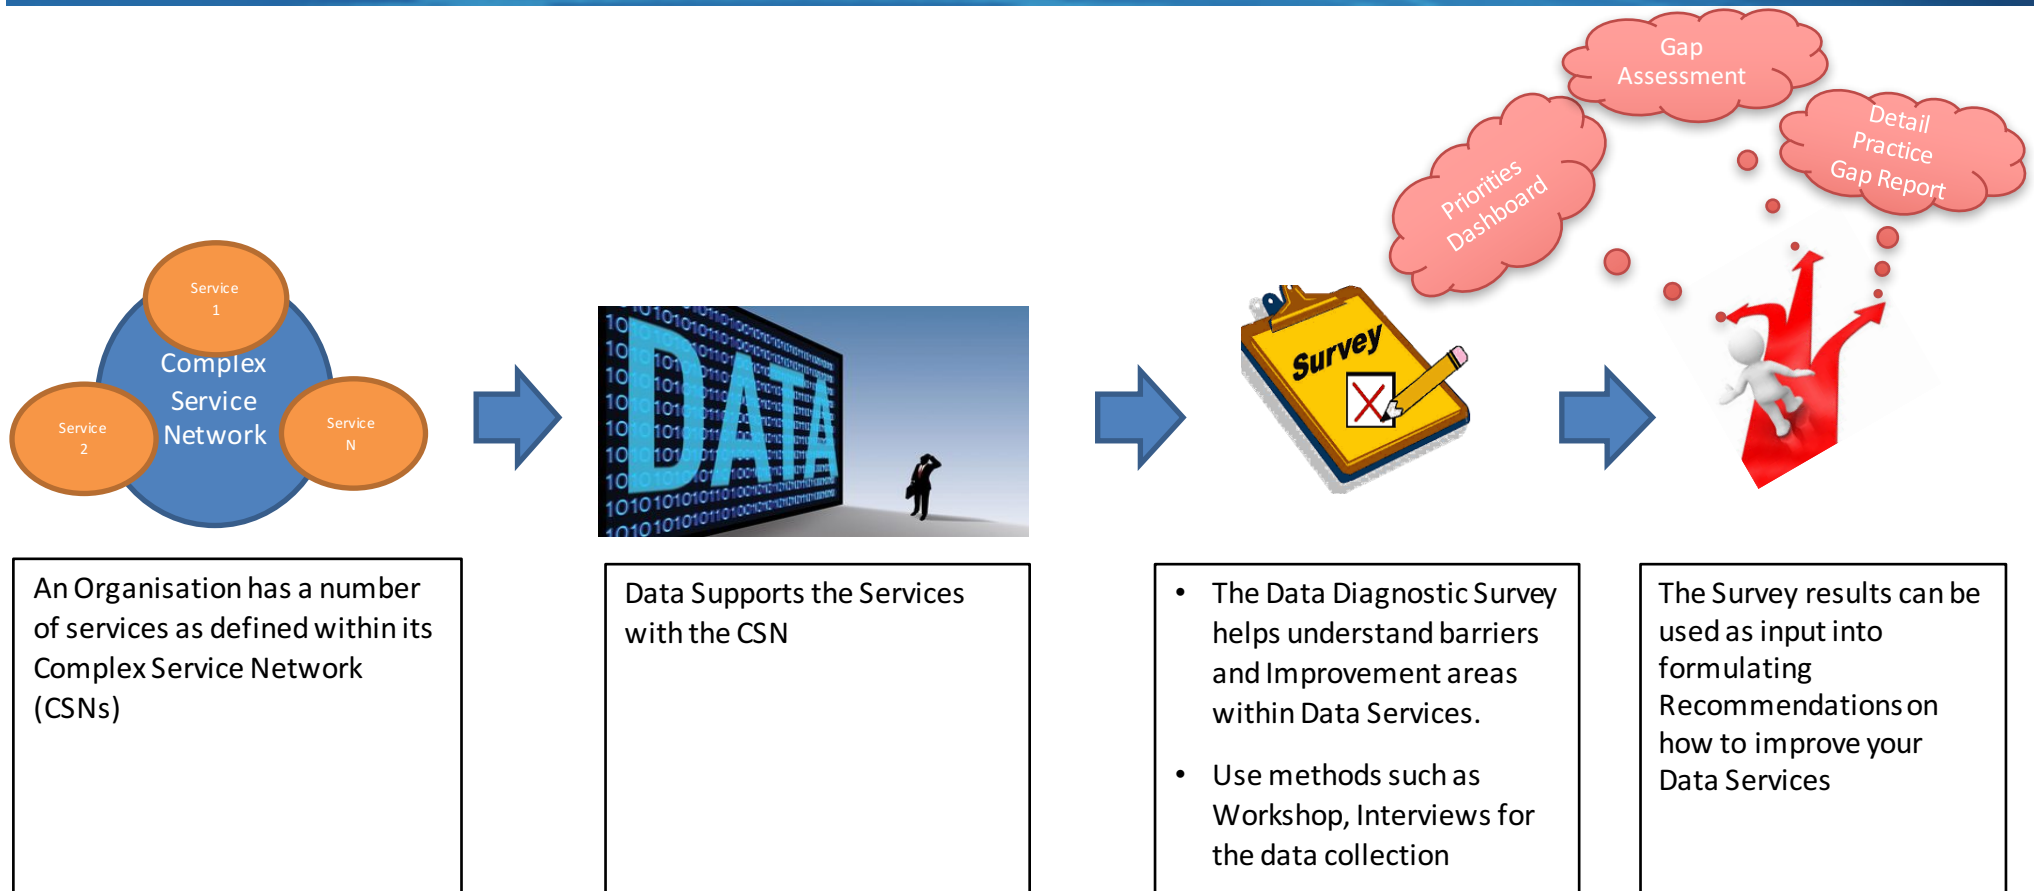 Gap
Assessment
Detail
Practice
Gap Report
Priorities
Dashboard
Service
1
Complex
Service
Network
Service
2
Service
N
DATA
Survey
An Organisation has a number
of services as defined within its
Complex Service Network
(CSNs)
Data Supports the Services
with the CSN
• The Data Diagnostic Survey
helps understand barriers
and Improvement areas
within Data Services.
• Use methods such as
Workshop, Interviews for
the data collection
The Survey results can be
used as input into
formulating
Recommendations on
how to improve your
Data Services